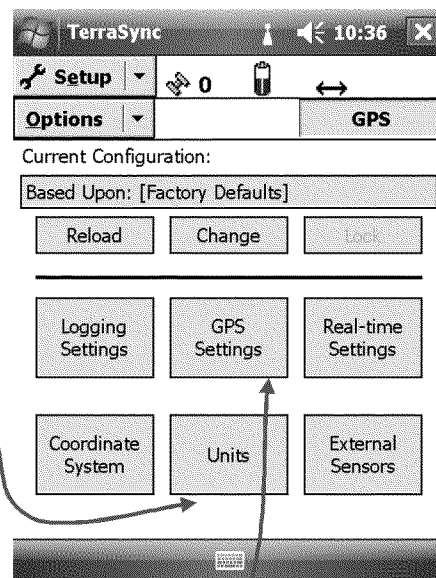 TerraSync 10:36
Setup 0
Options GPS
Current Configuration:
Based Upon: [Factory Defaults]
Reload Change Lock
Logging Settings
GPS Settings
Real-time Settings
Coordinate System
Units
External Sensors